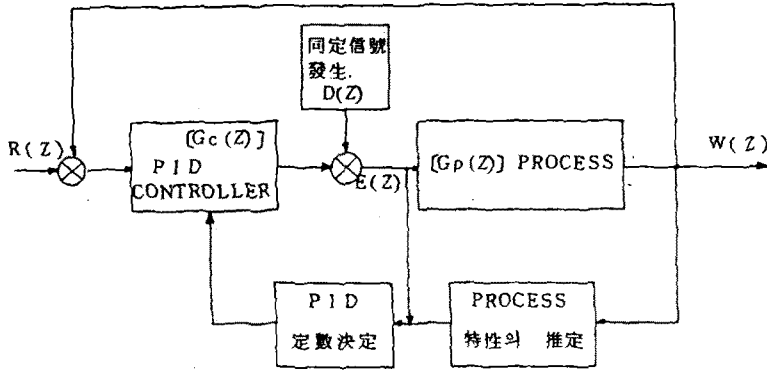 同定信號
發生.
D(Z)
R(Z)
[Gc(Z)]
PID
CONTROLLER
E(Z)
[Gp(Z)] PROCESS
W(Z)
PID
定數決定
PROCESS
特性의 推定